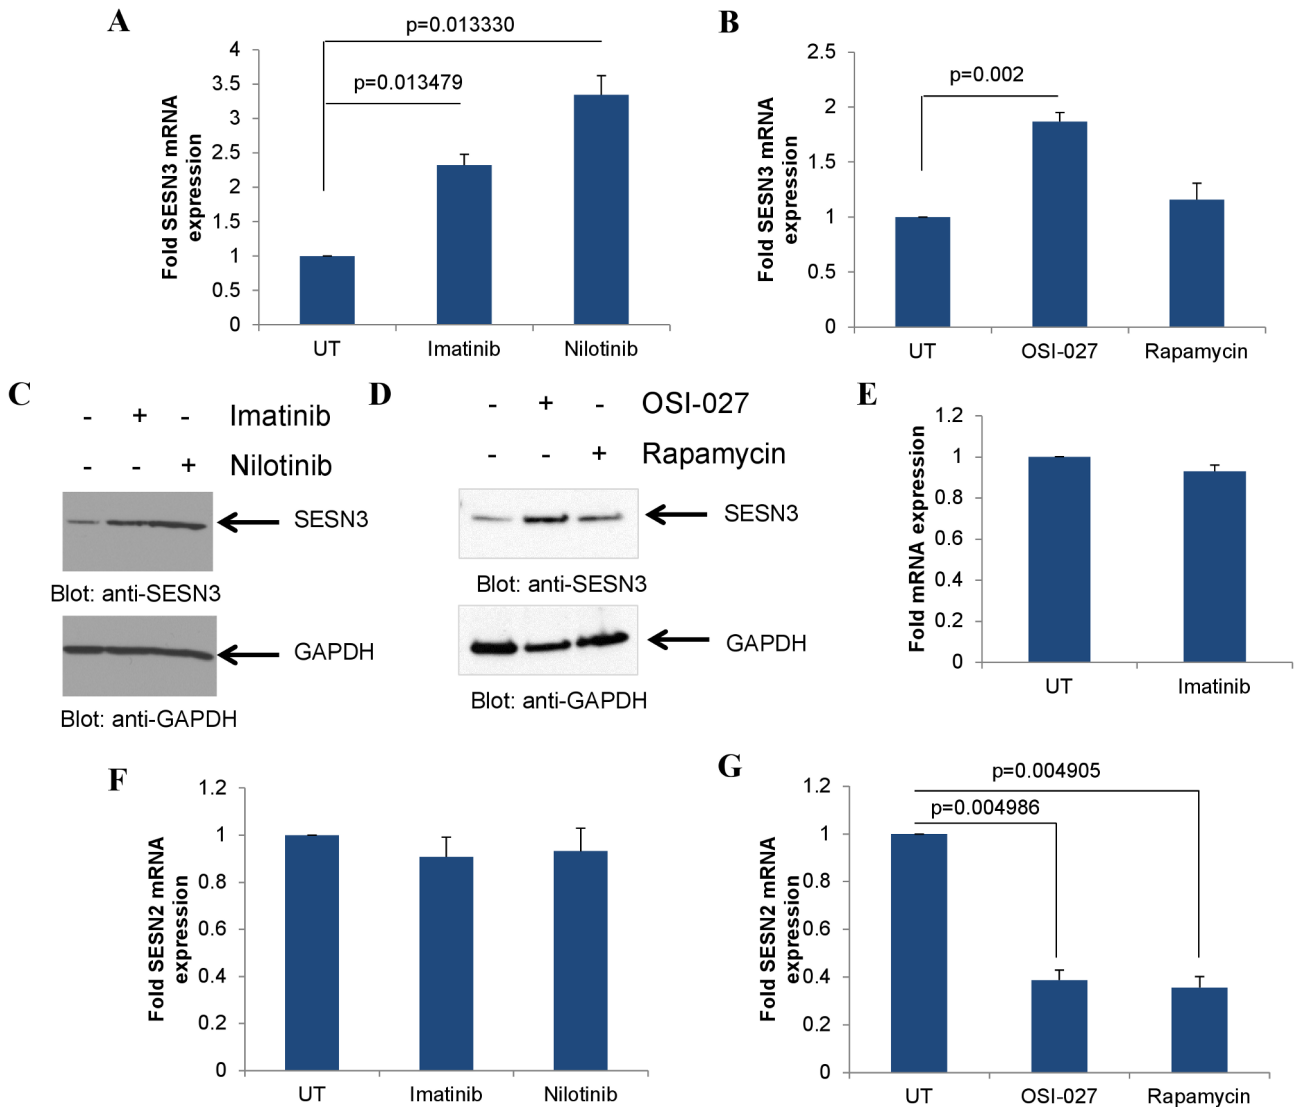 A
p=0.013330
p=0.013479
Fold SESN3 mRNA
expression
4
3.5
3
2.5
2
1.5
1
0.5
0
UT Imatinib Nilotinib
B
p=0.002
Fold SESN3 mRNA
expression
2.5
2
1.5
1
0.5
0
UT OSI-027 Rapamycin
C
- + - Imatinib
- - + Nilotinib
SESN3
Blot: anti-SESN3
GAPDH
Blot: anti-GAPDH
D
- + - OSI-027
- - + Rapamycin
SESN3
Blot: anti-SESN3
GAPDH
Blot: anti-GAPDH
E
Fold mRNA expression
1.2
1
0.8
0.6
0.4
0.2
0
UT Imatinib
F
Fold SESN2 mRNA
expression
1.2
1
0.8
0.6
0.4
0.2
0
UT Imatinib Nilotinib
G
p=0.004905
p=0.004986
Fold SESN2 mRNA
expression
1.2
1
0.8
0.6
0.4
0.2
0
UT OSI-027 Rapamycin